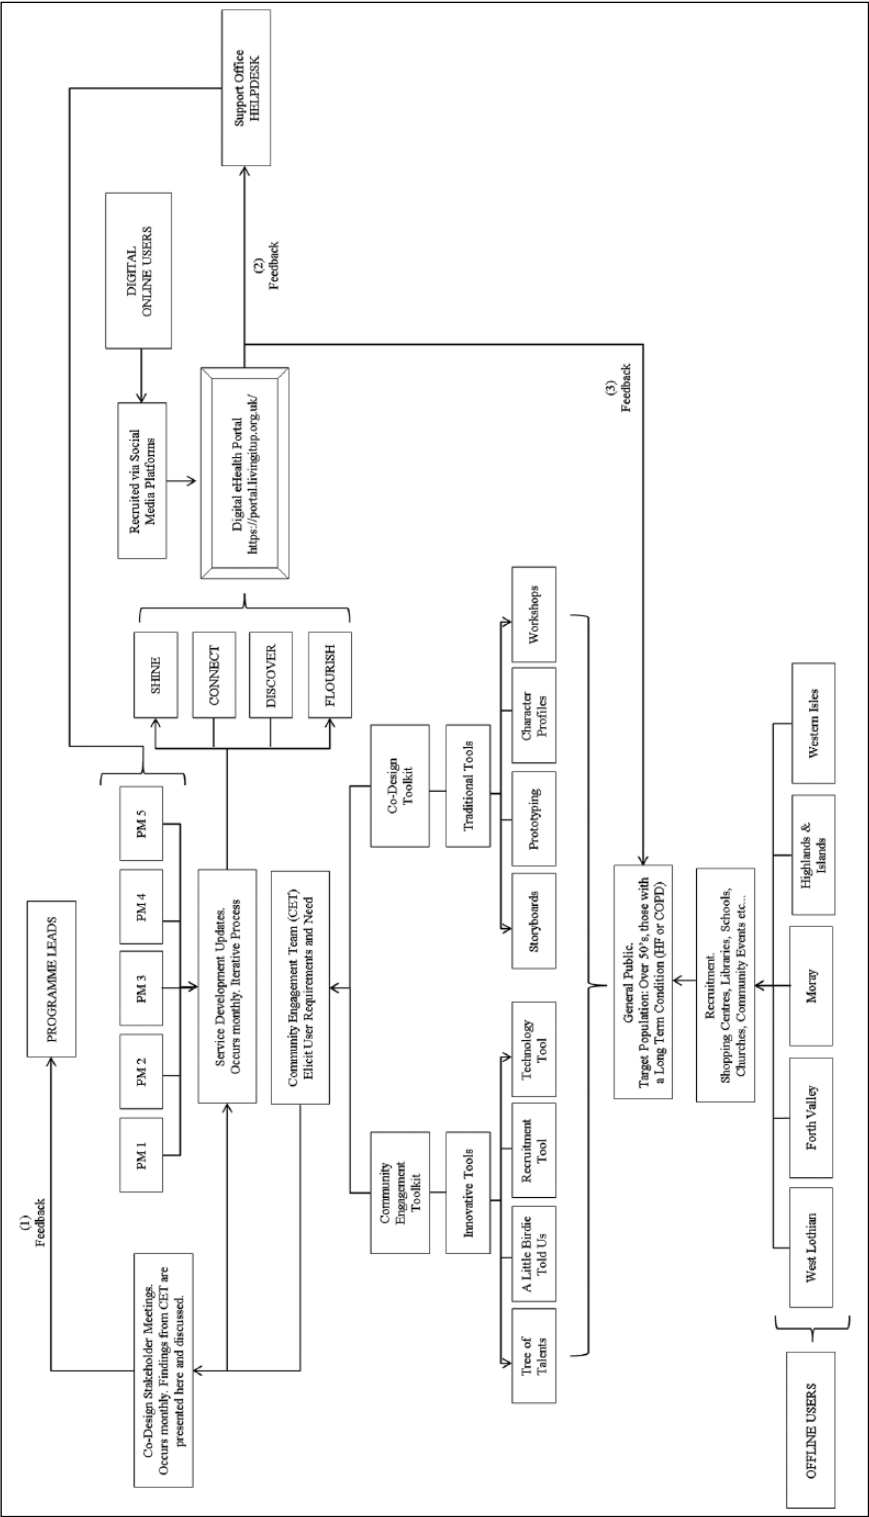 (1)
Feedback
PROGRAMME LEADS
Co-Design Stakeholder Meetings.
Occurs monthly. Findings from CET are
presented here and discussed.
PM 1
PM 2
PM 3
PM 4
PM 5
Support Office
HELPDESK
DIGITAL
ONLINE USERS
Recruited via Social
Media Platforms
Service Development Updates.
Occurs monthly. Iterative Process
SHINE
CONNECT
DISCOVER
FLOURISH
Digital eHealth Portal
https://portal.livingitup.org.uk/
(2)
Feedback
Community Engagement Team (CET)
Elicit User Requirements and Need
Community
Engagement
Toolkit
Co-Design
Toolkit
Innovative Tools
Traditional Tools
Tree of
Talents
A Little Birdie
Told Us
Recruitment
Tool
Technology
Tool
Storyboards
Prototyping
Character
Profiles
Workshops
(3)
Feedback
General Public.
Target Population: Over 50’s, those with
a Long Term Condition (HF or COPD)
Recruitment.
Shopping Centres, Libraries, Schools,
Churches, Community Events etc...
OFFLINE USERS
West Lothian
Forth Valley
Moray
Highlands &
Islands
Western Isles